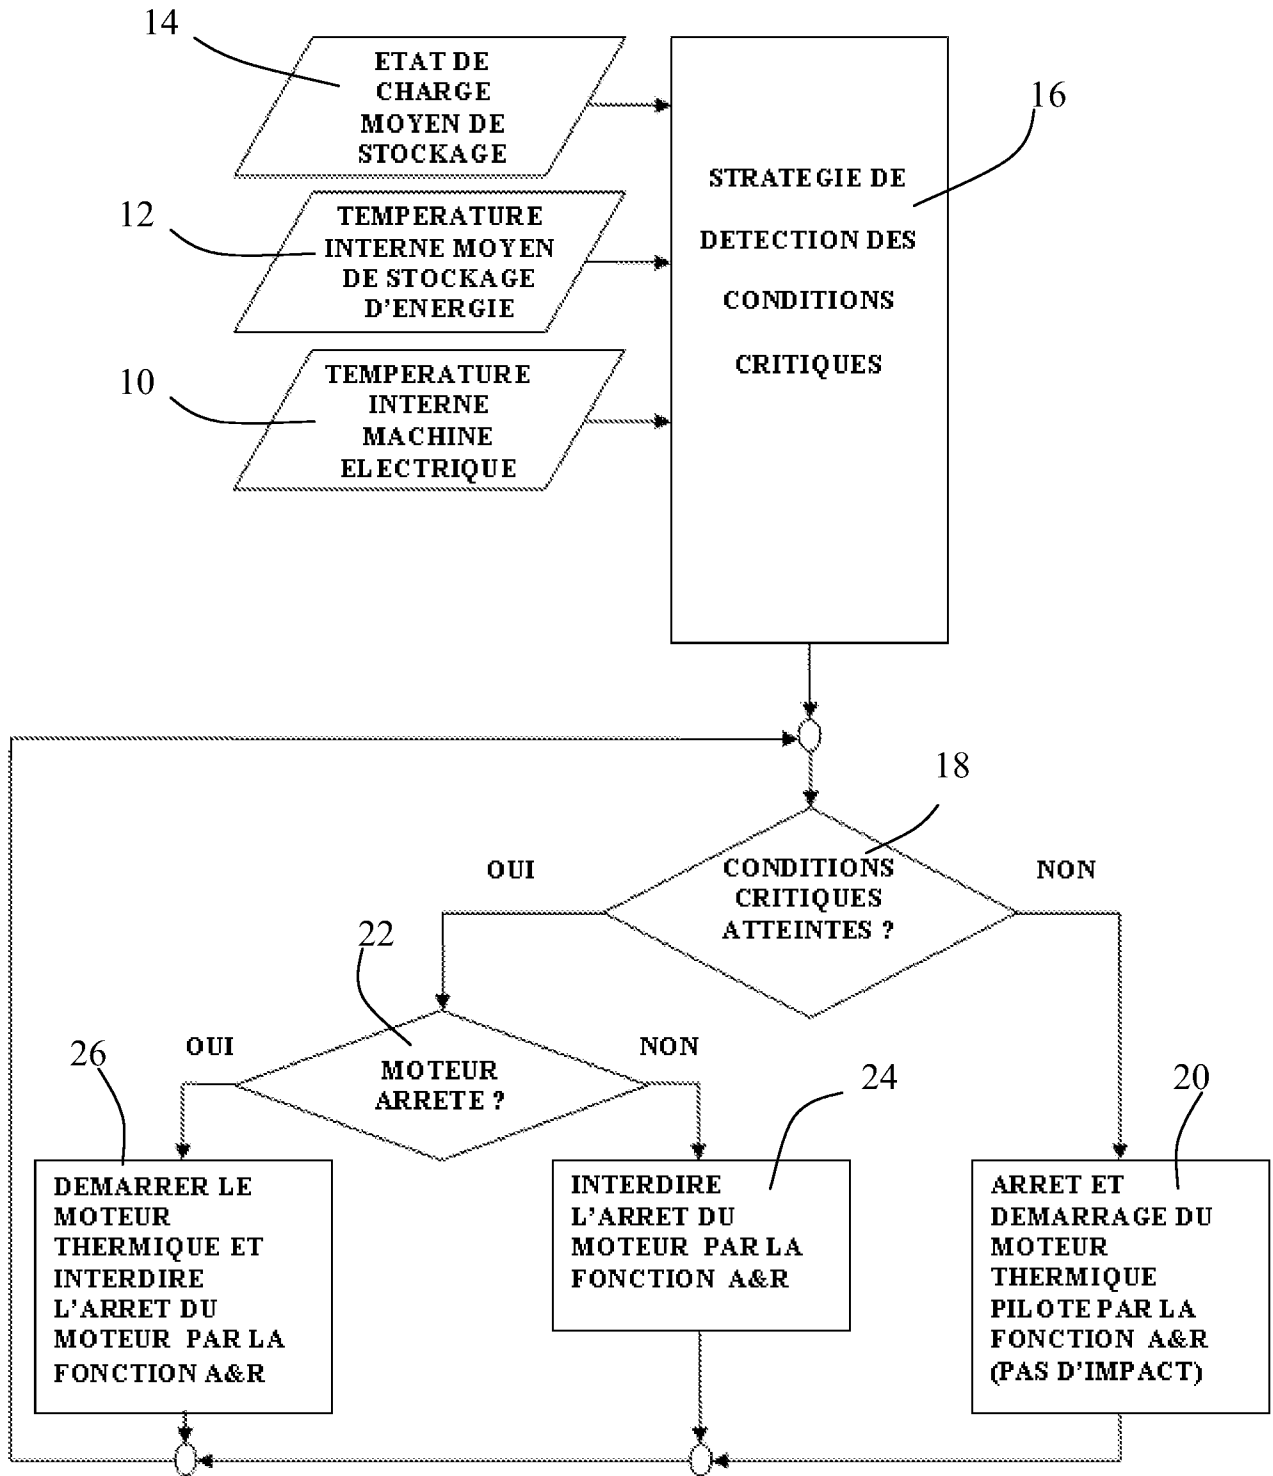 14
ETAT DE
CHARGE
MOYEN DE
STOCKAGE
16
STRATEGIE DE
DETECTION DES
CONDITIONS
CRITIQUES
12
TEMPERATURE
INTERNE MOYEN
DE STOCKAGE
D'ENERGIE
10
TEMPERATURE
INTERNE
MACHINE
ELECTRIQUE
18
OUI
CONDITIONS
CRITIQUES
ATTEINTES ?
NON
22
OUI
MOTEUR
ARRETE ?
NON
26
DEMARRER LE
MOTEUR
THERMIQUE ET
INTERDIRE
L'ARRET DU
MOTEUR PAR LA
FONCTION A&R
24
INTERDIRE
L'ARRET DU
MOTEUR PAR LA
FONCTION A&R
20
ARRET ET
DEMARRAGE DU
MOTEUR
THERMIQUE
PILOTE PAR LA
FONCTION A&R
(PAS D'IMPACT)